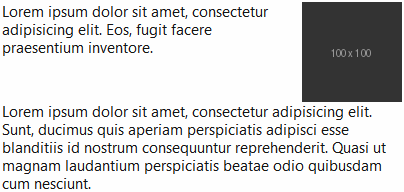 Lorem ipsum dolor sit amet, consectetur
adipisicing elit. Eos, fugit facere
praesentium inventore.
100 x 100
Lorem ipsum dolor sit amet, consectetur adipisicing elit.
Sunt, ducimus quis aperiam perspiciatis adipisci esse
blanditiis id nostrum consequuntur reprehenderit. Quasi ut
magnam laudantium perspiciatis beatae odio quibusdam
cum nesciunt.